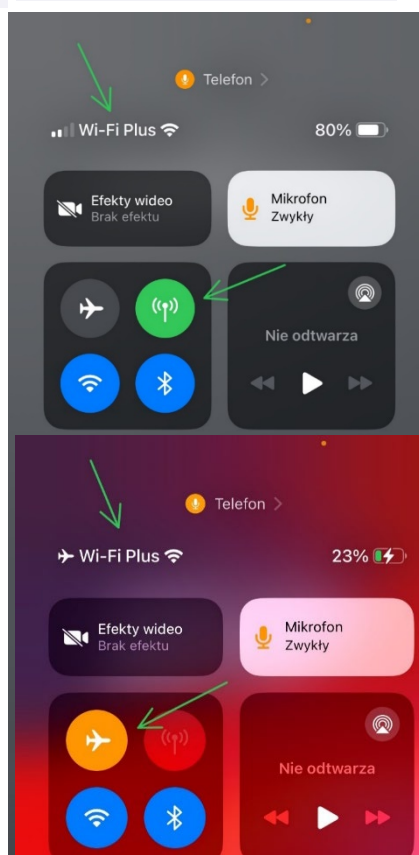 Telefon >
Wi-Fi Plus 80%
Efekty wideo
Brak efektu
Mikrofon
Zwykły
Nie odtwarza
Telefon >
Wi-Fi Plus 23%
Efekty wideo
Brak efektu
Mikrofon
Zwykły
Nie odtwarza